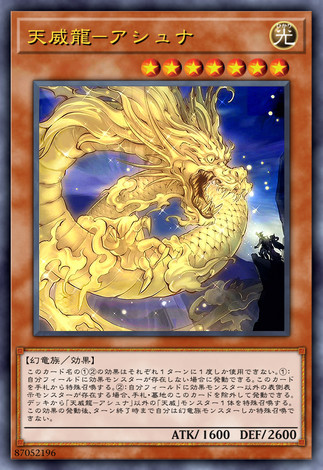 天威龍－アシュナ
光
【幻竜族／効果】
このカード名の①②の効果はそれぞれ１ターンに１度しか使用できない。①：
自分フィールドに効果モンスターが存在しない場合に発動できる。このカード
を手札から特殊召喚する。②：自分フィールドに効果モンスター以外の表側表
示モンスターが存在する場合、手札・墓地のこのカードを除外して発動できる。
デッキから「天威龍－アシュナ」以外の「天威」モンスター１体を特殊召喚する。
この効果の発動後、ターン終了時まで自分は幻竜族モンスターしか特殊召喚で
きない。
ATK/1600 DEF/2600
87052196